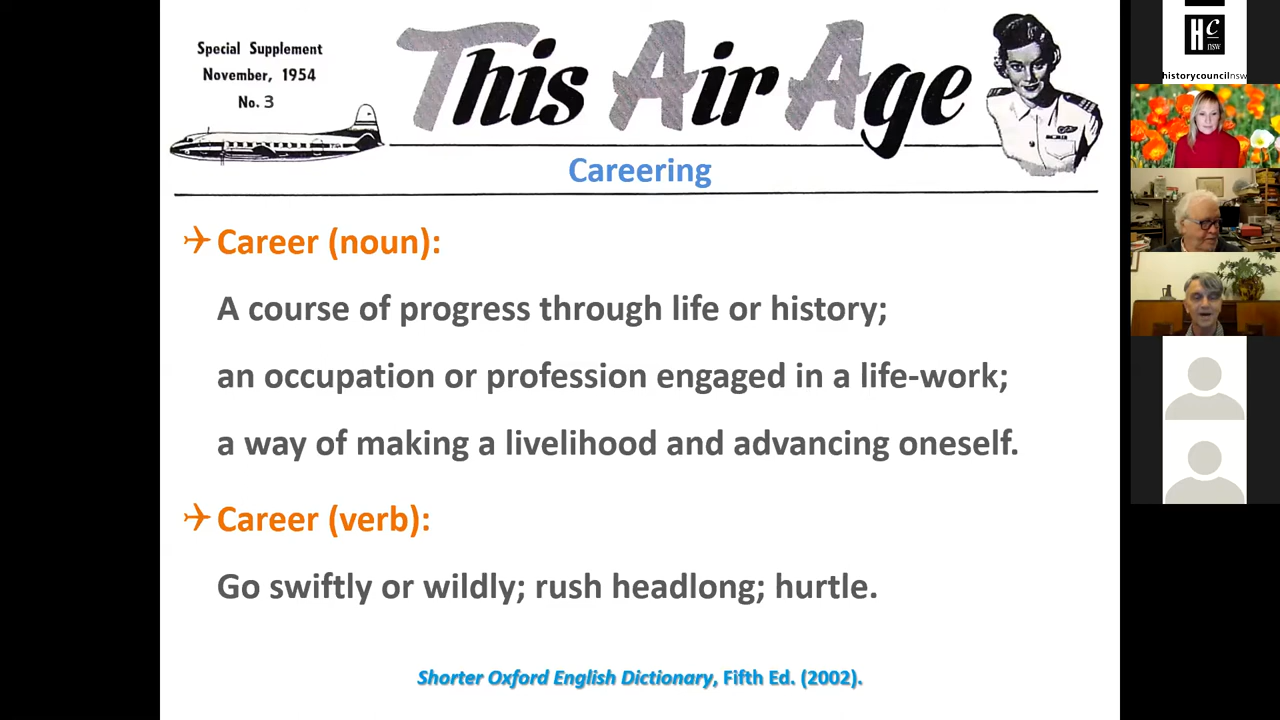 Special Supplement
November, 1954
No. 3
This Air Age
Careering
Career (noun):
A course of progress through life or history;
an occupation or profession engaged in a life-work;
a way of making a livelihood and advancing oneself.
Career (verb):
Go swiftly or wildly; rush headlong; hurtle.
Shorter Oxford English Dictionary, Fifth Ed. (2002).
Hc
nsw
historycouncilnsw